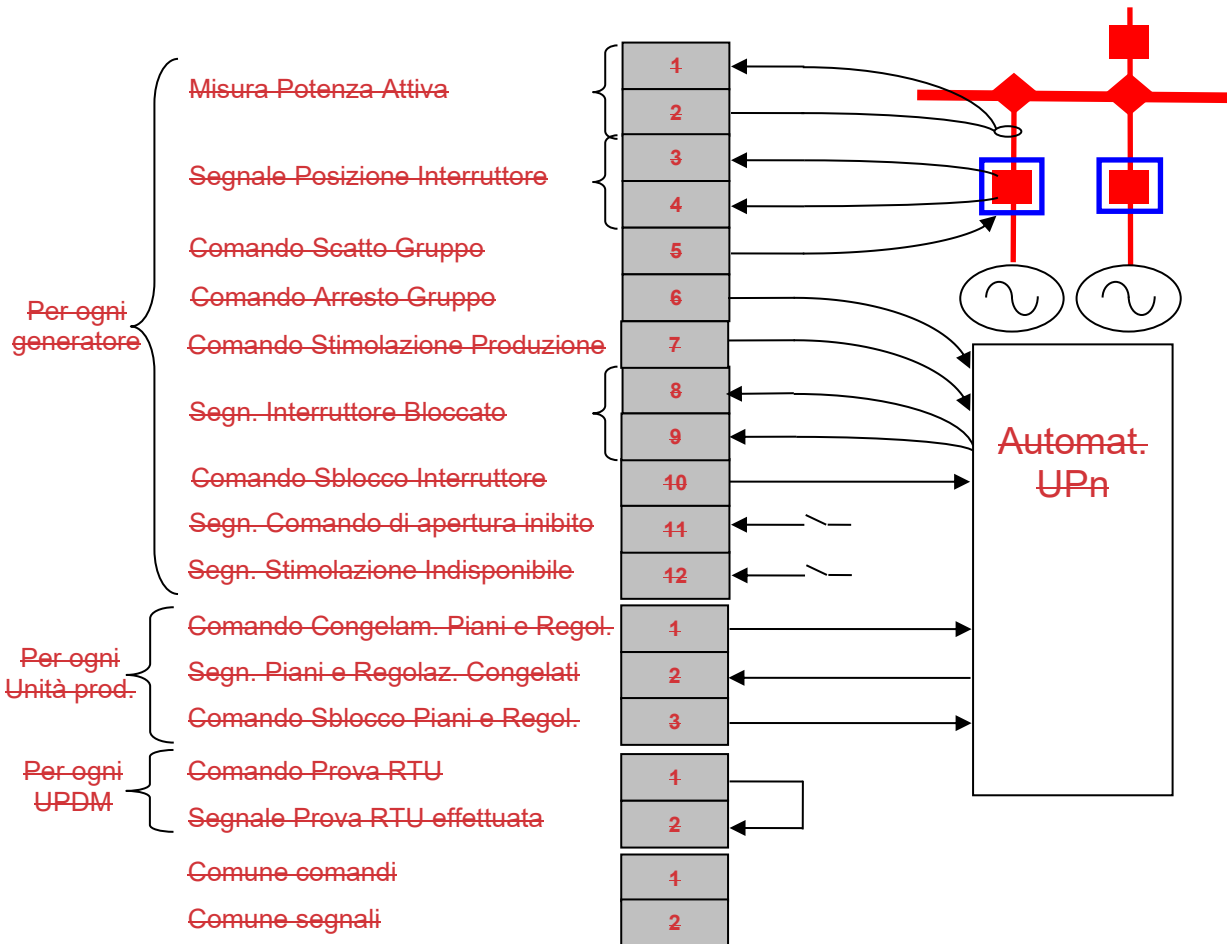 Misura Potenza Attiva
1
2
Segnale Posizione Interruttore
3
4
Comando Scatto Gruppo
5
Comando Arresto Gruppo
6
Per ogni
generatore
Comando Stimolazione Produzione
7
Segn. Interruttore Bloccato
8
9
Automat.
UPn
Comando Sblocco Interruttore
10
Segn. Comando di apertura inibito
11
Segn. Stimolazione Indisponibile
12
Comando Congelam. Piani e Regol.
1
Per ogni
Unità prod.
Segn. Piani e Regolaz. Congelati
2
Comando Sblocco Piani e Regol.
3
Per ogni
UPDM
Comando Prova RTU
1
Segnale Prova RTU effettuata
2
Comune comandi
1
Comune segnali
2